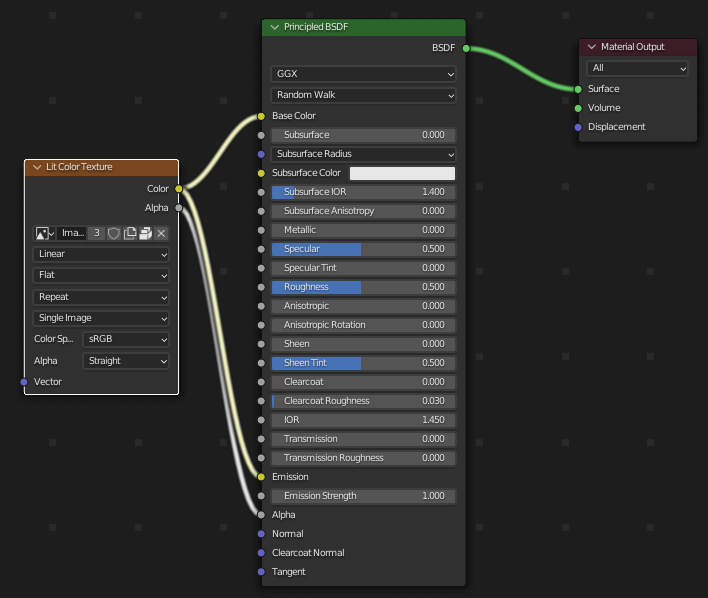 Principled BSDF
BSDF
GGX
Random Walk
Base Color
Subsurface 0.000
Subsurface Radius
Subsurface Color
Subsurface IOR 1.400
Subsurface Anisotropy 0.000
Metallic 0.000
Specular 0.500
Specular Tint 0.000
Roughness 0.500
Anisotropic 0.000
Anisotropic Rotation 0.000
Sheen 0.000
Sheen Tint 0.500
Clearcoat 0.000
Clearcoat Roughness 0.030
IOR 1.450
Transmission 0.000
Transmission Roughness 0.000
Emission
Emission Strength 1.000
Alpha
Normal
Clearcoat Normal
Tangent
Material Output
All
Surface
Volume
Displacement
Lit Color Texture
Color
Alpha
Ima... 3
Linear
Flat
Repeat
Single Image
Color Sp... sRGB
Alpha Straight
Vector